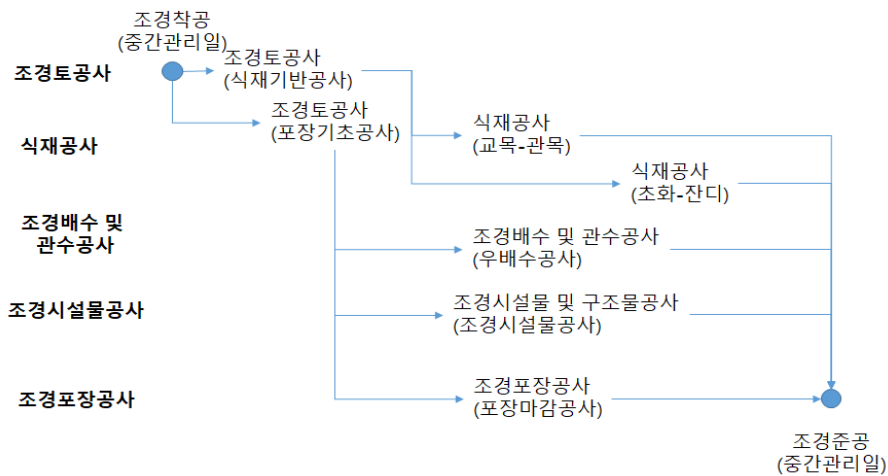 조경착공
(중간관리일)
조경토공사
조경토공사
(식재기반공사)
조경토공사
(포장기초공사)
식재공사
식재공사
(교목-관목)
식재공사
(초화-잔디)
조경배수 및
관수공사
조경배수 및 관수공사
(우배수공사)
조경시설물공사
조경시설물 및 구조물공사
(조경시설물공사)
조경포장공사
조경포장공사
(포장마감공사)
조경준공
(중간관리일)